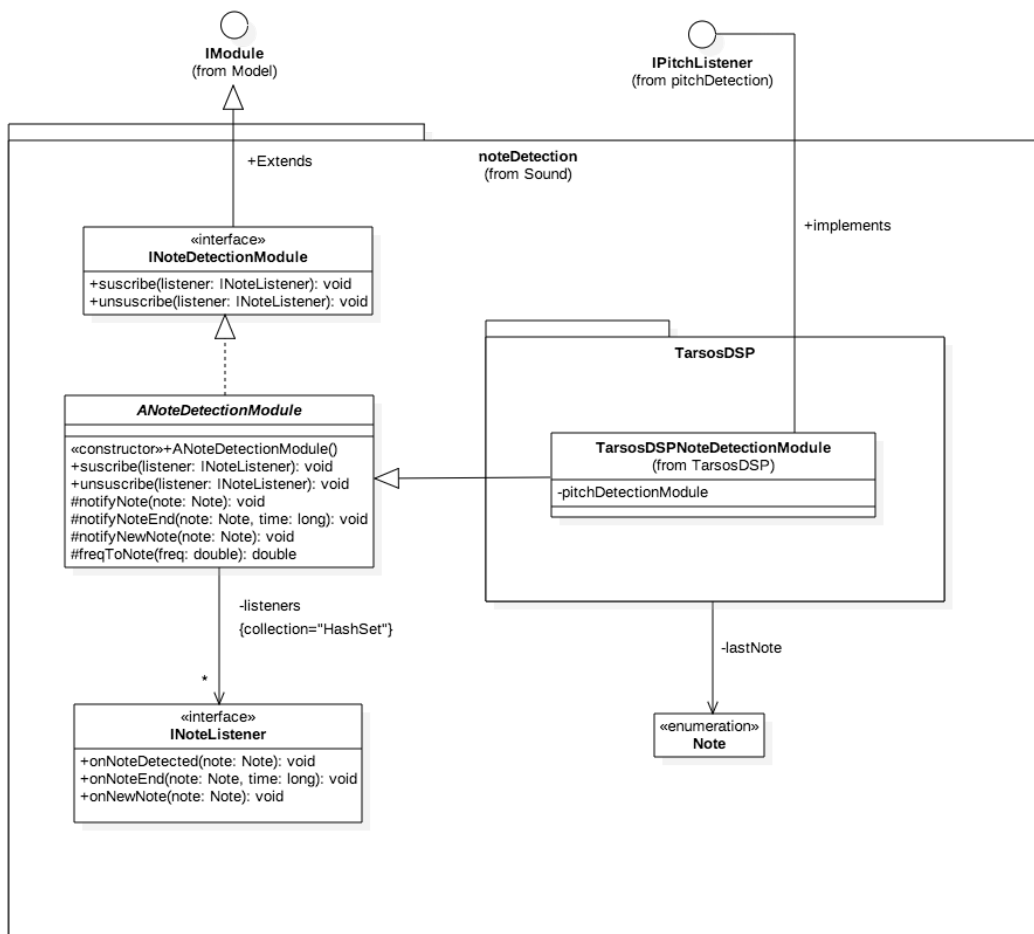 IModule
(from Model)
IPitchListener
(from pitchDetection)
+Extends
noteDetection
(from Sound)
+implements
«interface»
INoteDetectionModule
+suscribe(listener: INoteListener): void
+unsuscribe(listener: INoteListener): void
TarsosDSP
ANoteDetectionModule
«constructor»+ANoteDetectionModule()
+suscribe(listener: INoteListener): void
+unsuscribe(listener: INoteListener): void
#notifyNote(note: Note): void
#notifyNoteEnd(note: Note, time: long): void
#notifyNewNote(note: Note): void
#freqToNote(freq: double): double
TarsosDSPNoteDetectionModule
(from TarsosDSP)
-pitchDetectionModule
-listeners
{collection="HashSet"}
*
-lastNote
«interface»
INoteListener
+onNoteDetected(note: Note): void
+onNoteEnd(note: Note, time: long): void
+onNewNote(note: Note): void
«enumeration»
Note